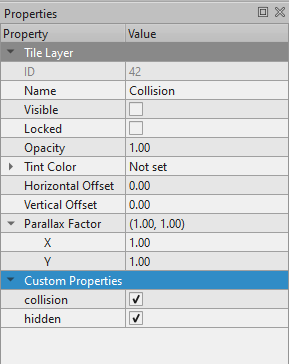 Properties
Property Value
Tile Layer
ID 42
Name Collision
Visible
Locked
Opacity 1.00
Tint Color Not set
Horizontal Offset 0.00
Vertical Offset 0.00
Parallax Factor (1.00, 1.00)
X 1.00
Y 1.00
Custom Properties
collision
hidden